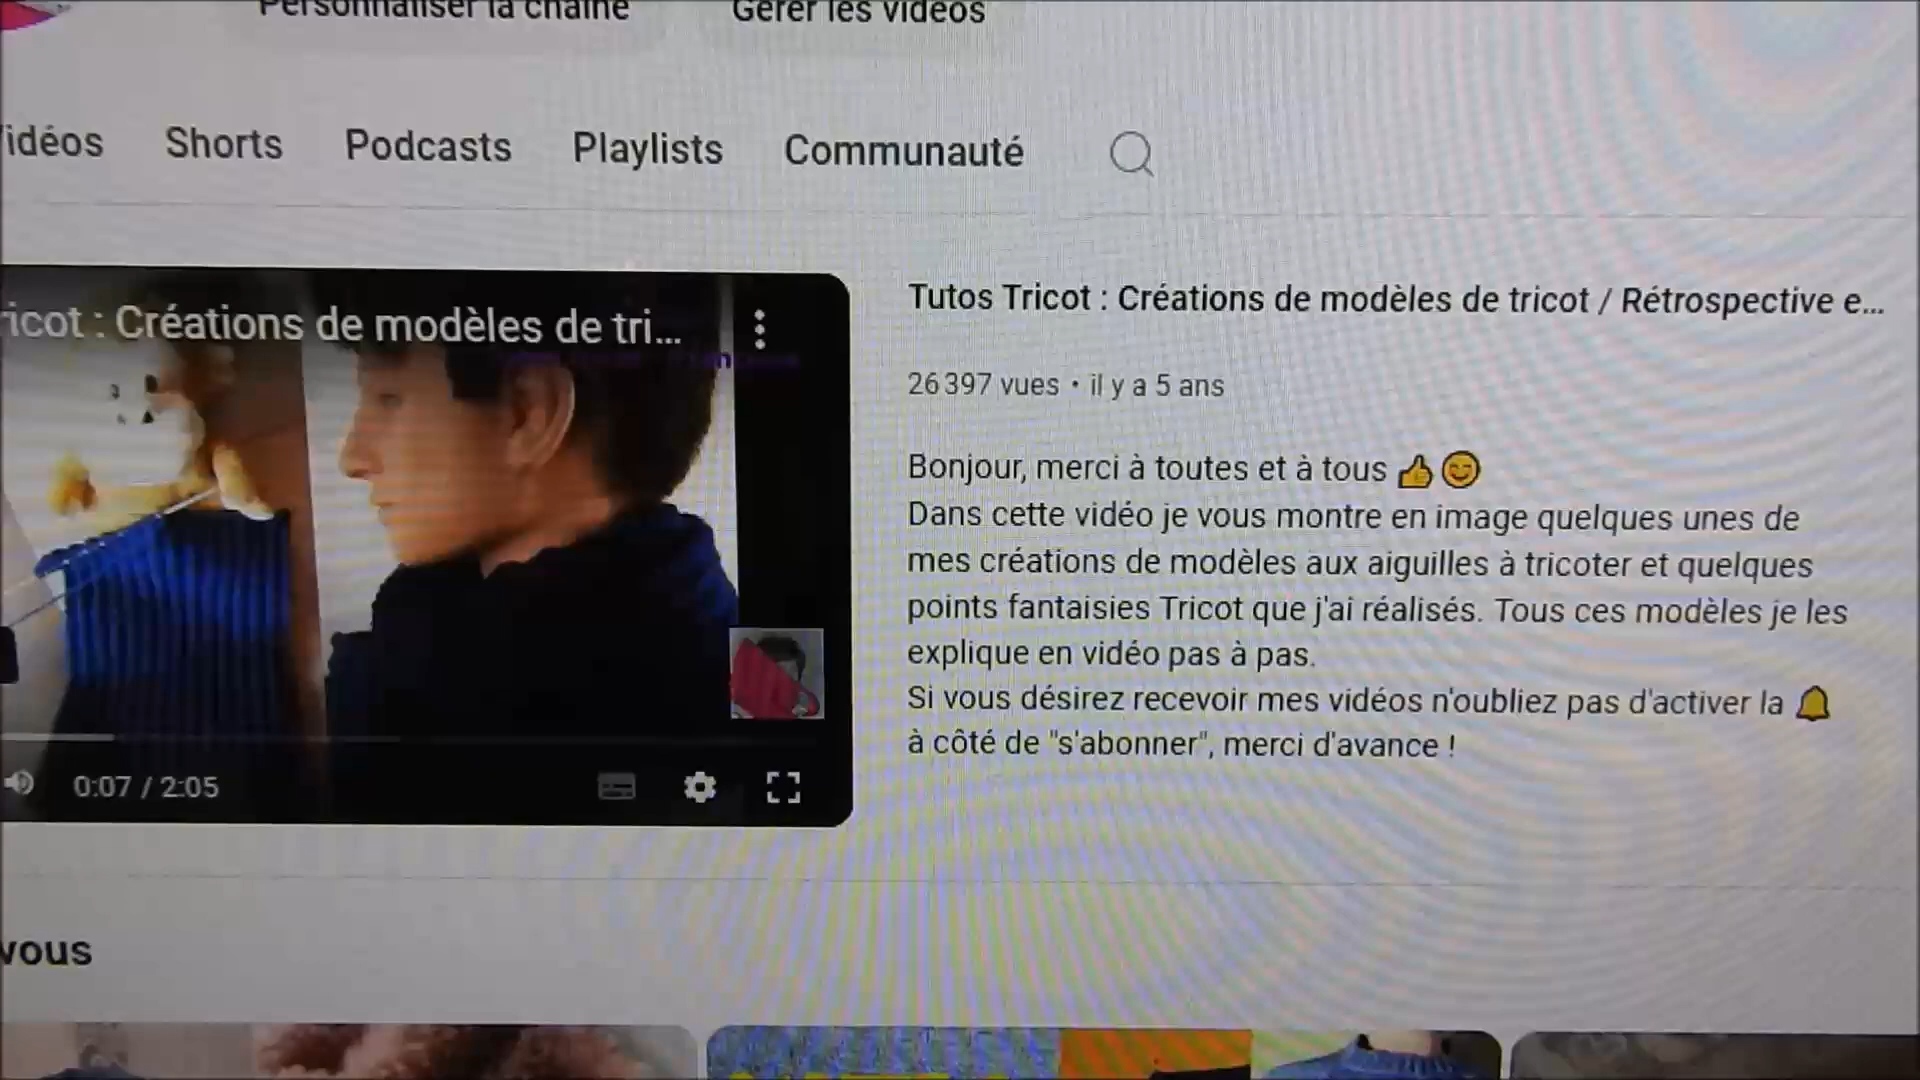 Personnaliser la chaîne Gérer les vidéos
idéos Shorts Podcasts Playlists Communauté
ricot : Créations de modèles de tri...
Tutos Tricot : Créations de modèles de tricot / Rétrospective e...
26 397 vues • il y a 5 ans
Bonjour, merci à toutes et à tous 👍😊
Dans cette vidéo je vous montre en image quelques unes de
mes créations de modèles aux aiguilles à tricoter et quelques
points fantaisies Tricot que j'ai réalisés. Tous ces modèles je les
explique en vidéo pas à pas.
Si vous désirez recevoir mes vidéos n'oubliez pas d'activer la 🔔
à côté de "s'abonner", merci d'avance !
0:07 / 2:05
vous